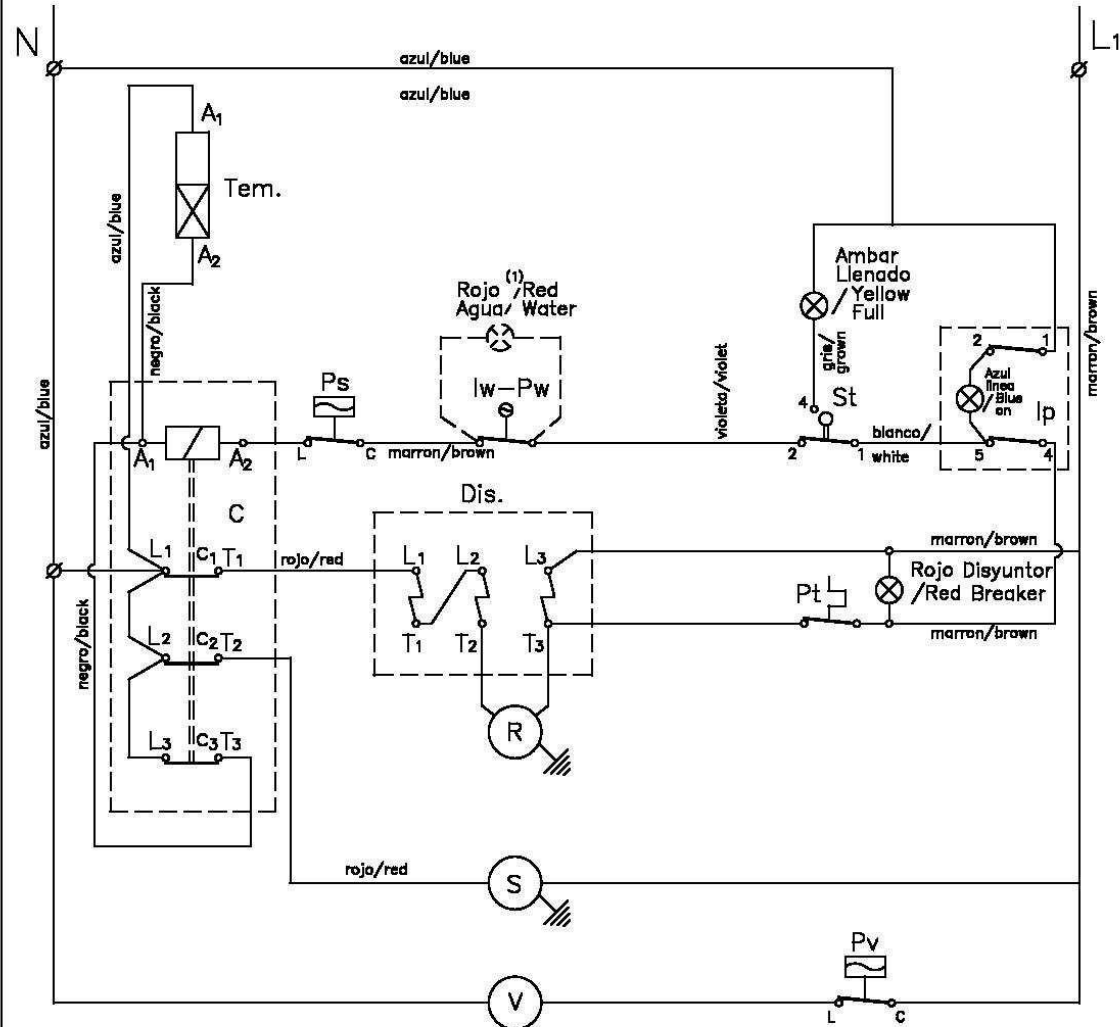 N
L1
azul/blue
azul/blue
A1
Tem.
A2
azul/blue
negro/black
azul/blue
Rojo (1)/Red
Agua/ Water
Iw-Pw
Ps
L
C
marron/brown
violeta/violet
Ambar
Llenado
/ Yellow
Full
gris/
grown
4
St
2
1
blanco/
white
marron/brown
2
1
Azul
linea
/ Blue
on
Ip
5
4
A1
A2
C
L1
C1
T1
rojo/red
L2
C2
T2
L3
C3
T3
negro/black
Dis.
L1
L2
L3
T1
T2
T3
R
marron/brown
Rojo Disyuntor
/Red Breaker
Pt
marron/brown
rojo/red
S
Pv
V
L
C